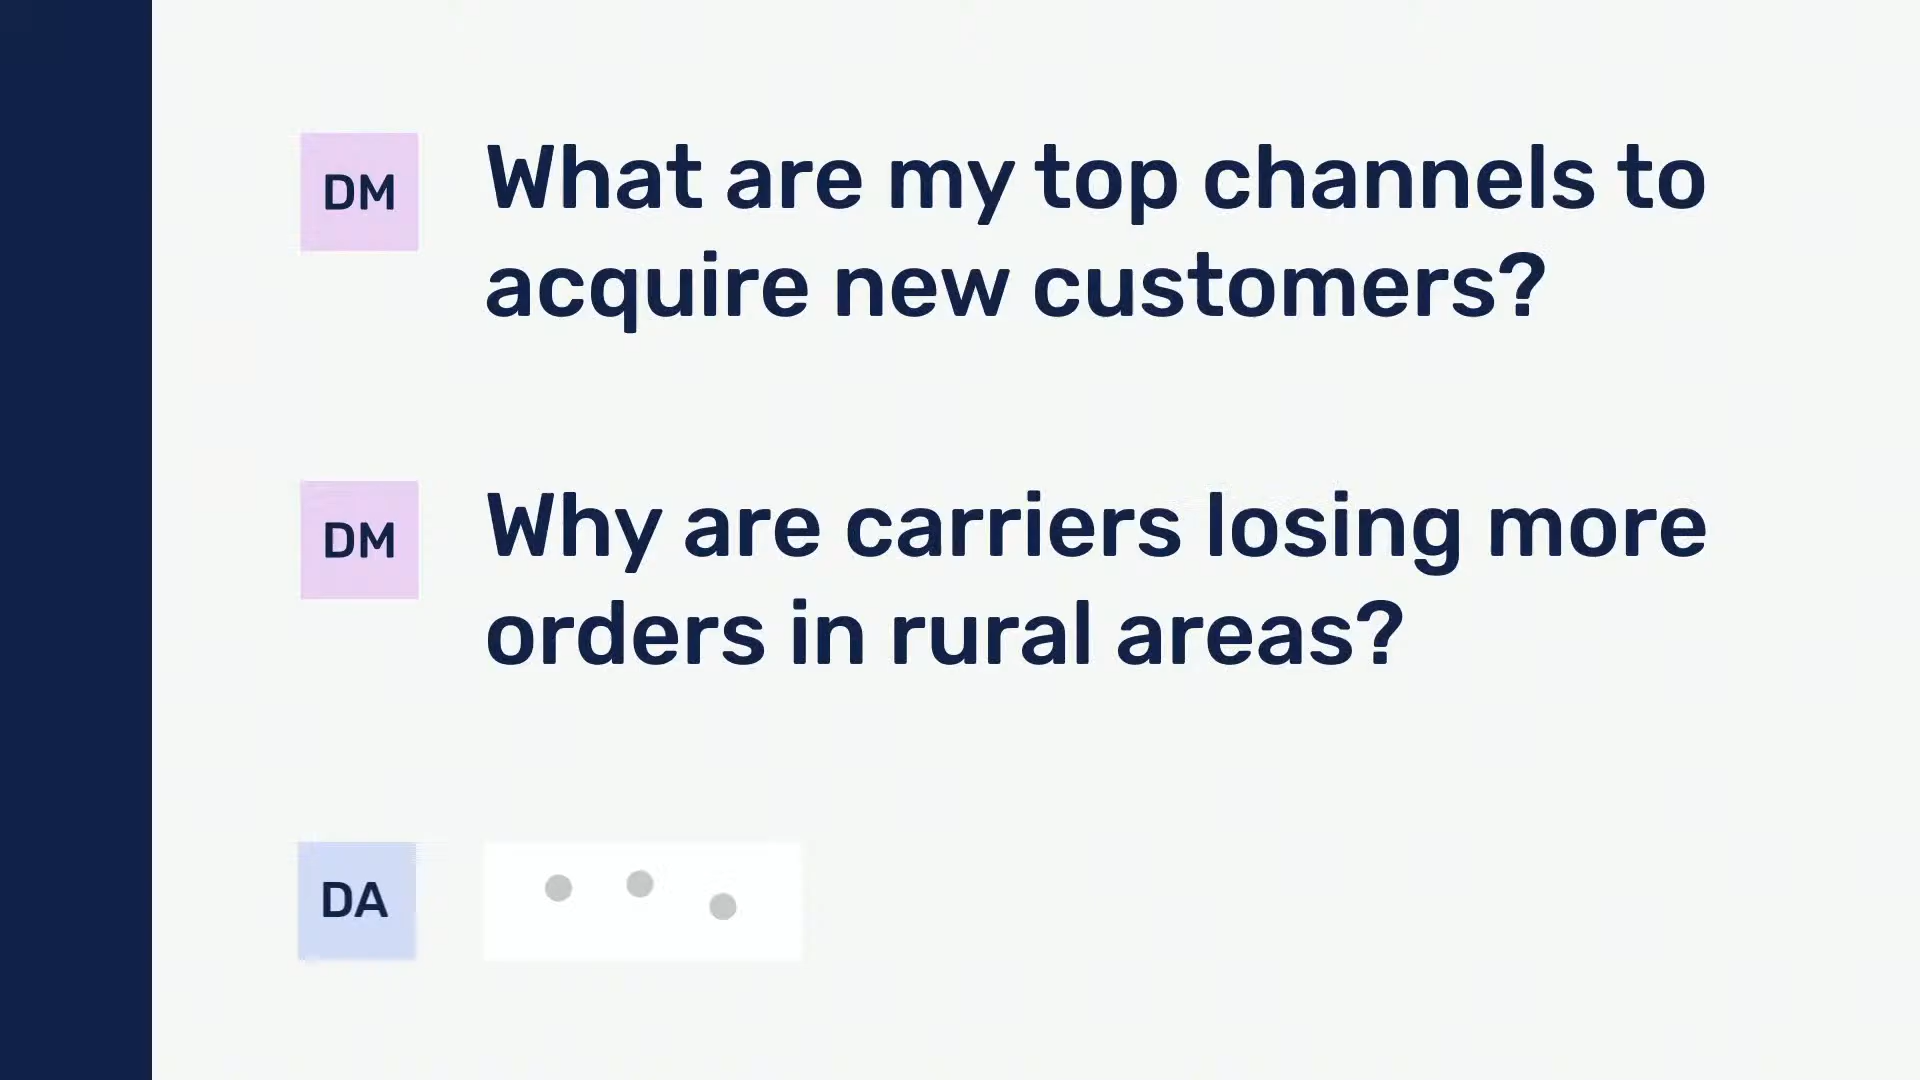 DM
What are my top channels to
acquire new customers?
DM
Why are carriers losing more
orders in rural areas?
DA